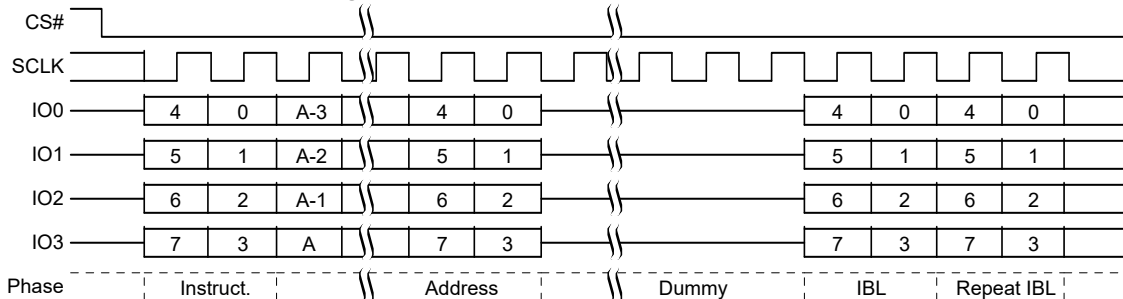 CS#
SCLK
IO0 4 0 A-3 4 0 4 0 4 0
IO1 5 1 A-2 5 1 5 1 5 1
IO2 6 2 A-1 6 2 6 2 6 2
IO3 7 3 A 7 3 7 3 7 3
Phase Instruct. Address Dummy IBL Repeat IBL